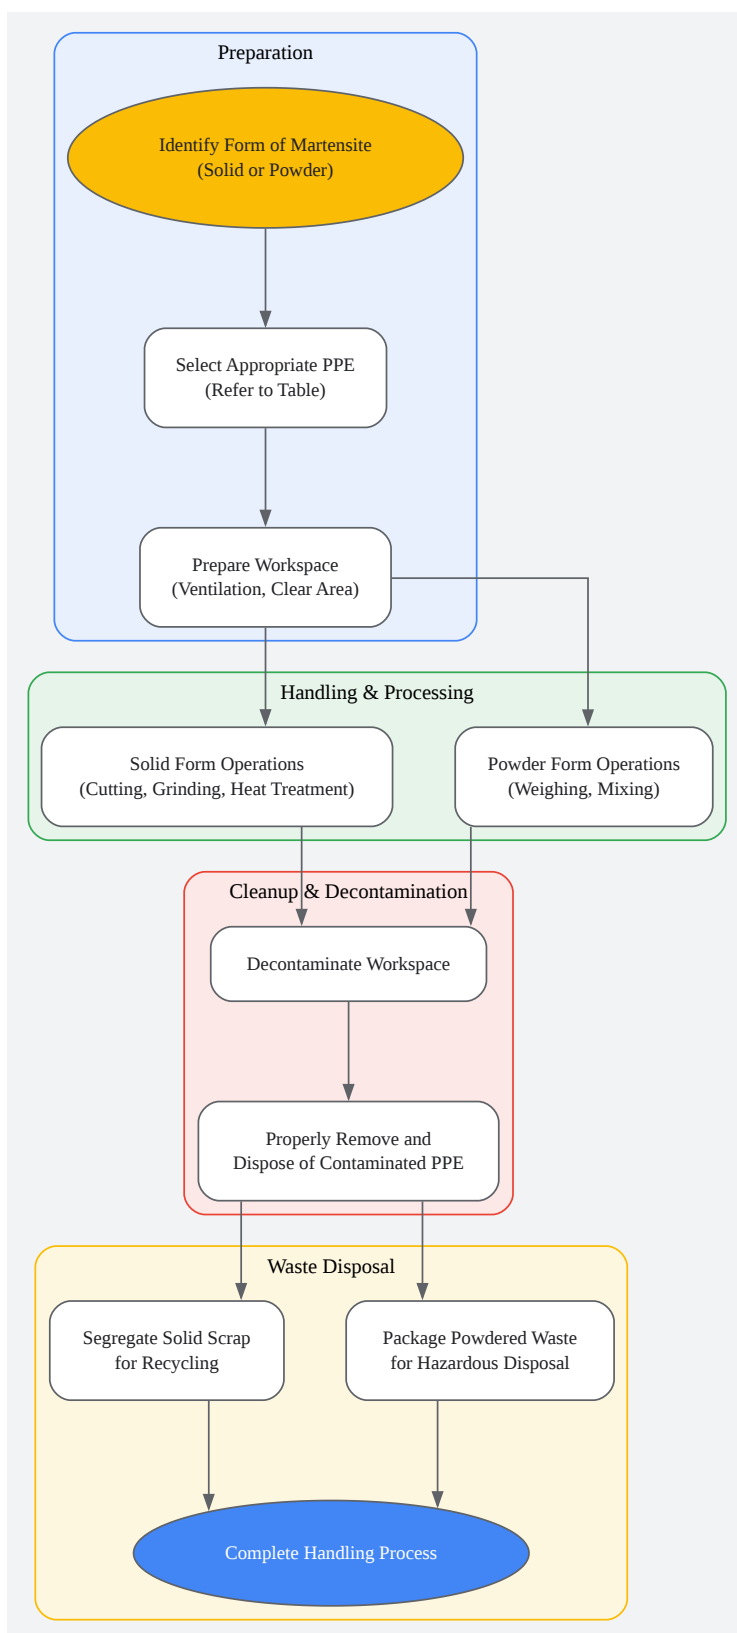 Preparation
Identify Form of Martensite
(Solid or Powder)
Select Appropriate PPE
(Refer to Table)
Prepare Workspace
(Ventilation, Clear Area)
Handling & Processing
Solid Form Operations
(Cutting, Grinding, Heat Treatment)
Powder Form Operations
(Weighing, Mixing)
Cleanup & Decontamination
Decontaminate Workspace
Properly Remove and
Dispose of Contaminated PPE
Waste Disposal
Segregate Solid Scrap
for Recycling
Package Powdered Waste
for Hazardous Disposal
Complete Handling Process